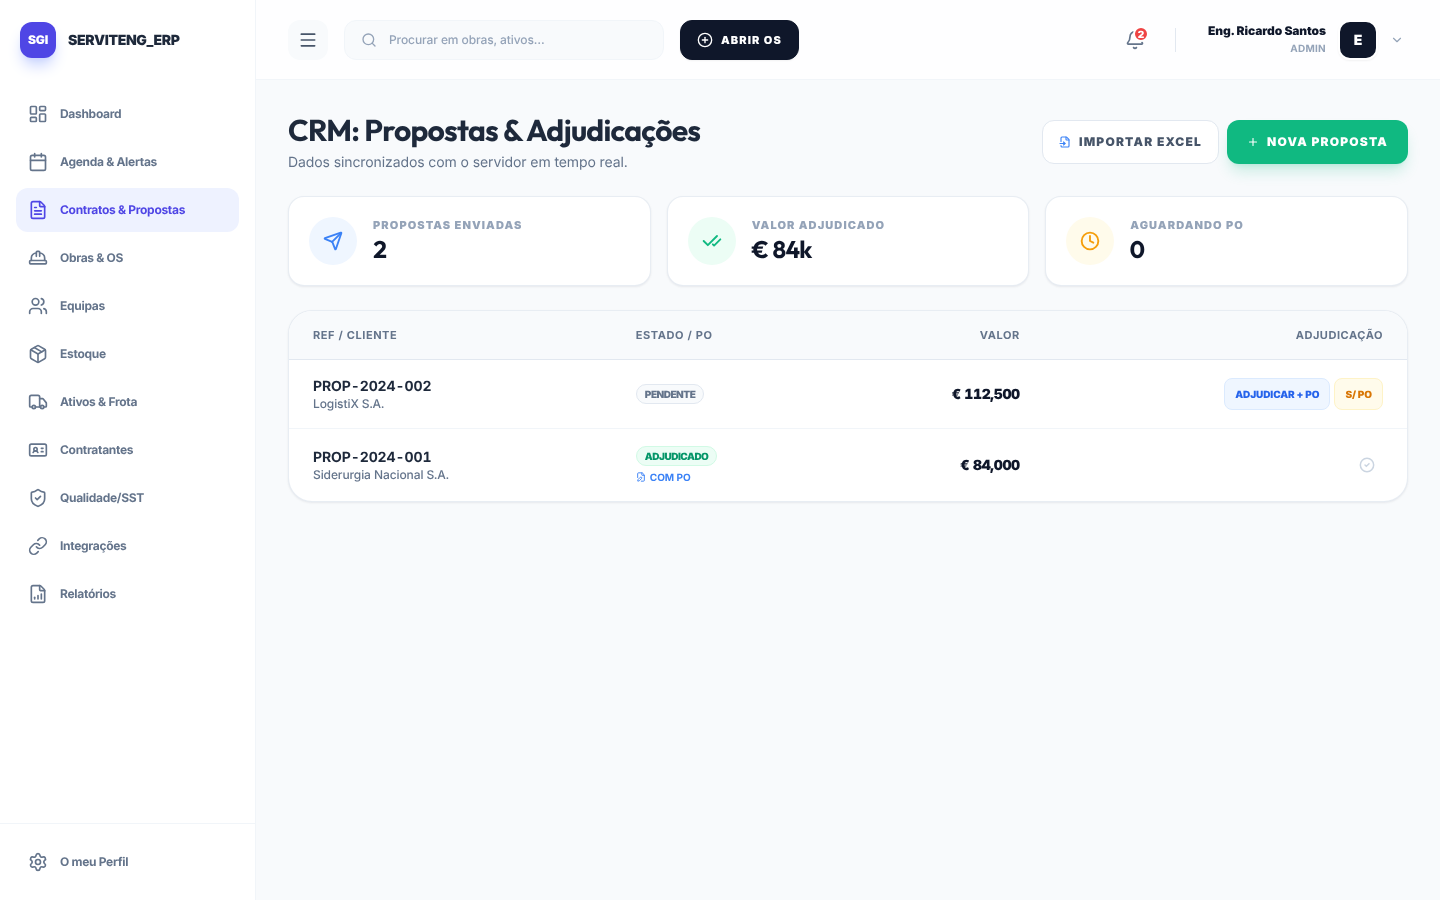 SGI
SERVITENG_ERP
Procurar em obras, ativos...
ABRIR OS
2
Eng. Ricardo Santos
ADMIN
E
Dashboard
Agenda & Alertas
Contratos & Propostas
Obras & OS
Equipas
Estoque
Ativos & Frota
Contratantes
Qualidade/SST
Integrações
Relatórios
O meu Perfil
CRM: Propostas & Adjudicações
Dados sincronizados com o servidor em tempo real.
IMPORTAR EXCEL
+ NOVA PROPOSTA
PROPOSTAS ENVIADAS
2
VALOR ADJUDICADO
€ 84k
AGUARDANDO PO
0
REF / CLIENTE ESTADO / PO VALOR ADJUDICAÇÃO
PROP-2024-002
LogistiX S.A.
PENDENTE
€ 112,500
ADJUDICAR + PO
S/ PO
PROP-2024-001
Siderurgia Nacional S.A.
ADJUDICADO
COM PO
€ 84,000